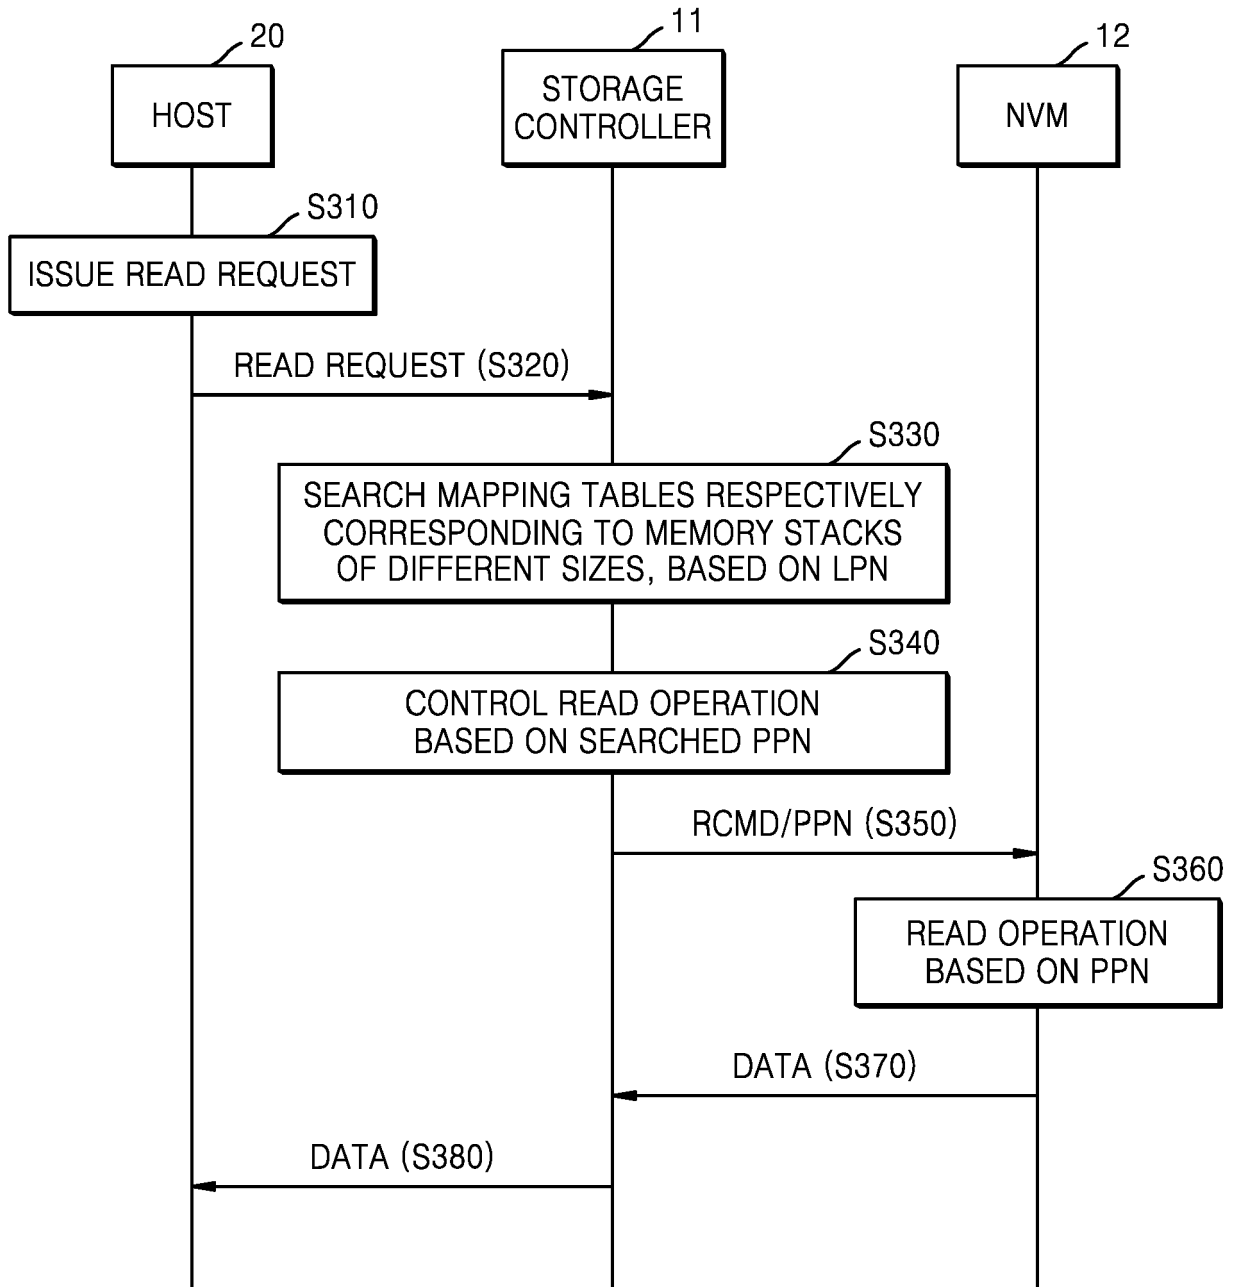 20
11
12
HOST
STORAGE
CONTROLLER
NVM
S310
ISSUE READ REQUEST
READ REQUEST (S320)
S330
SEARCH MAPPING TABLES RESPECTIVELY
CORRESPONDING TO MEMORY STACKS
OF DIFFERENT SIZES, BASED ON LPN
S340
CONTROL READ OPERATION
BASED ON SEARCHED PPN
RCMD/PPN (S350)
S360
READ OPERATION
BASED ON PPN
DATA (S370)
DATA (S380)